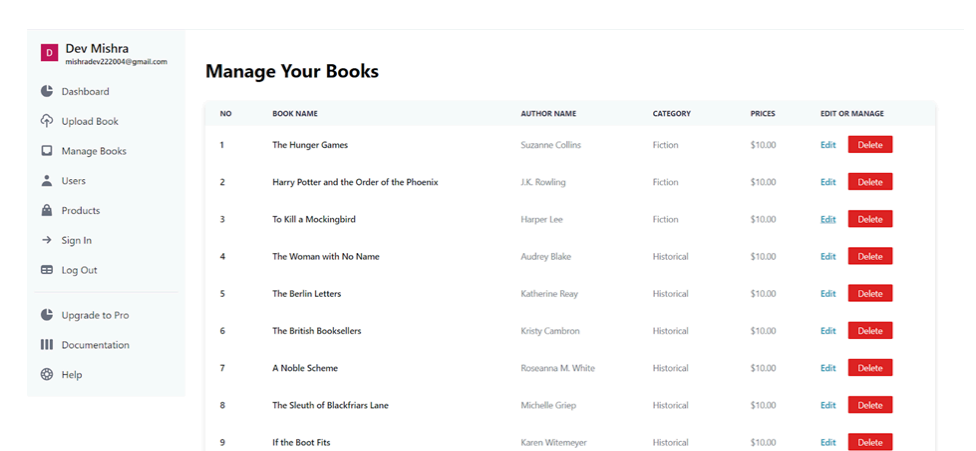 D
Dev Mishra
mishradev222004@gmail.com
Dashboard
Upload Book
Manage Books
Users
Products
Sign In
Log Out
Upgrade to Pro
Documentation
Help
Manage Your Books
NO BOOK NAME AUTHOR NAME CATEGORY PRICES EDIT OR MANAGE
1 The Hunger Games Suzanne Collins Fiction $10.00 Edit Delete
2 Harry Potter and the Order of the Phoenix J.K. Rowling Fiction $10.00 Edit Delete
3 To Kill a Mockingbird Harper Lee Fiction $10.00 Edit Delete
4 The Woman with No Name Audrey Blake Historical $10.00 Edit Delete
5 The Berlin Letters Katherine Reay Historical $10.00 Edit Delete
6 The British Booksellers Kristy Cambron Historical $10.00 Edit Delete
7 A Noble Scheme Roseanna M. White Historical $10.00 Edit Delete
8 The Sleuth of Blackfriars Lane Michelle Griep Historical $10.00 Edit Delete
9 If the Boot Fits Karen Witemeyer Historical $10.00 Edit Delete